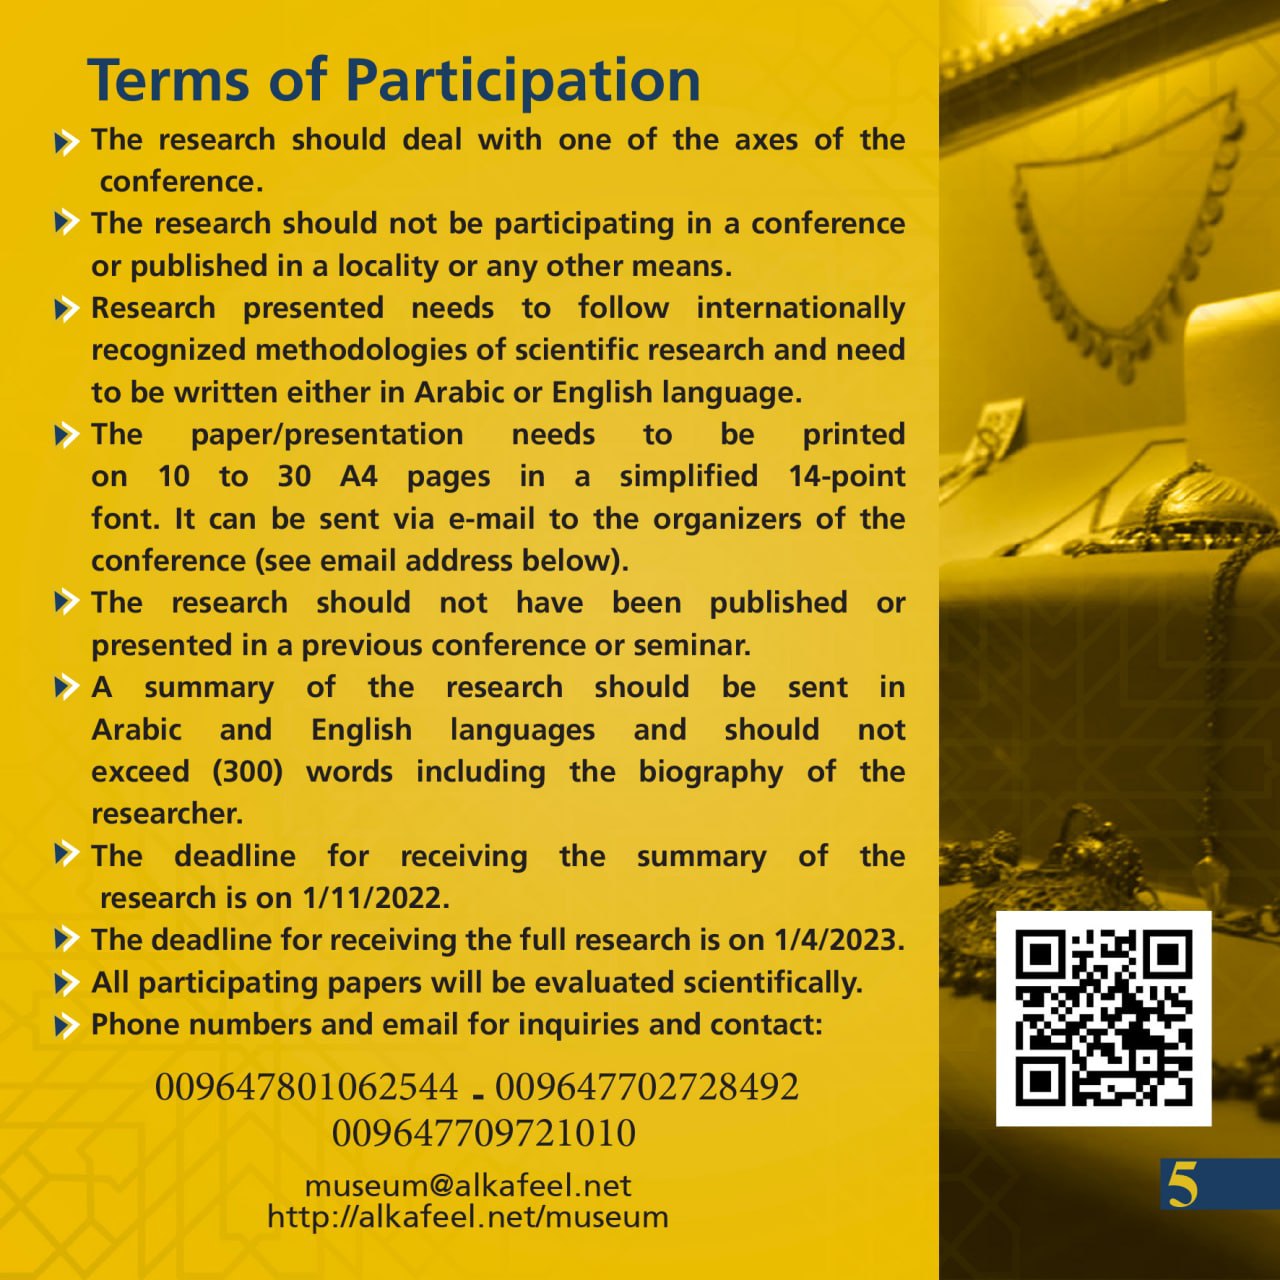 Terms of Participation
The research should deal with one of the axes of the
conference.
The research should not be participating in a conference
or published in a locality or any other means.
Research presented needs to follow internationally
recognized methodologies of scientific research and need
to be written either in Arabic or English language.
The paper/presentation needs to be printed
on 10 to 30 A4 pages in a simplified 14-point
font. It can be sent via e-mail to the organizers of the
conference (see email address below).
The research should not have been published or
presented in a previous conference or seminar.
A summary of the research should be sent in
Arabic and English languages and should not
exceed (300) words including the biography of the
researcher.
The deadline for receiving the summary of the
research is on 1/11/2022.
The deadline for receiving the full research is on 1/4/2023.
All participating papers will be evaluated scientifically.
Phone numbers and email for inquiries and contact:
009647801062544 - 009647702728492
009647709721010
museum@alkafeel.net
http://alkafeel.net/museum
5